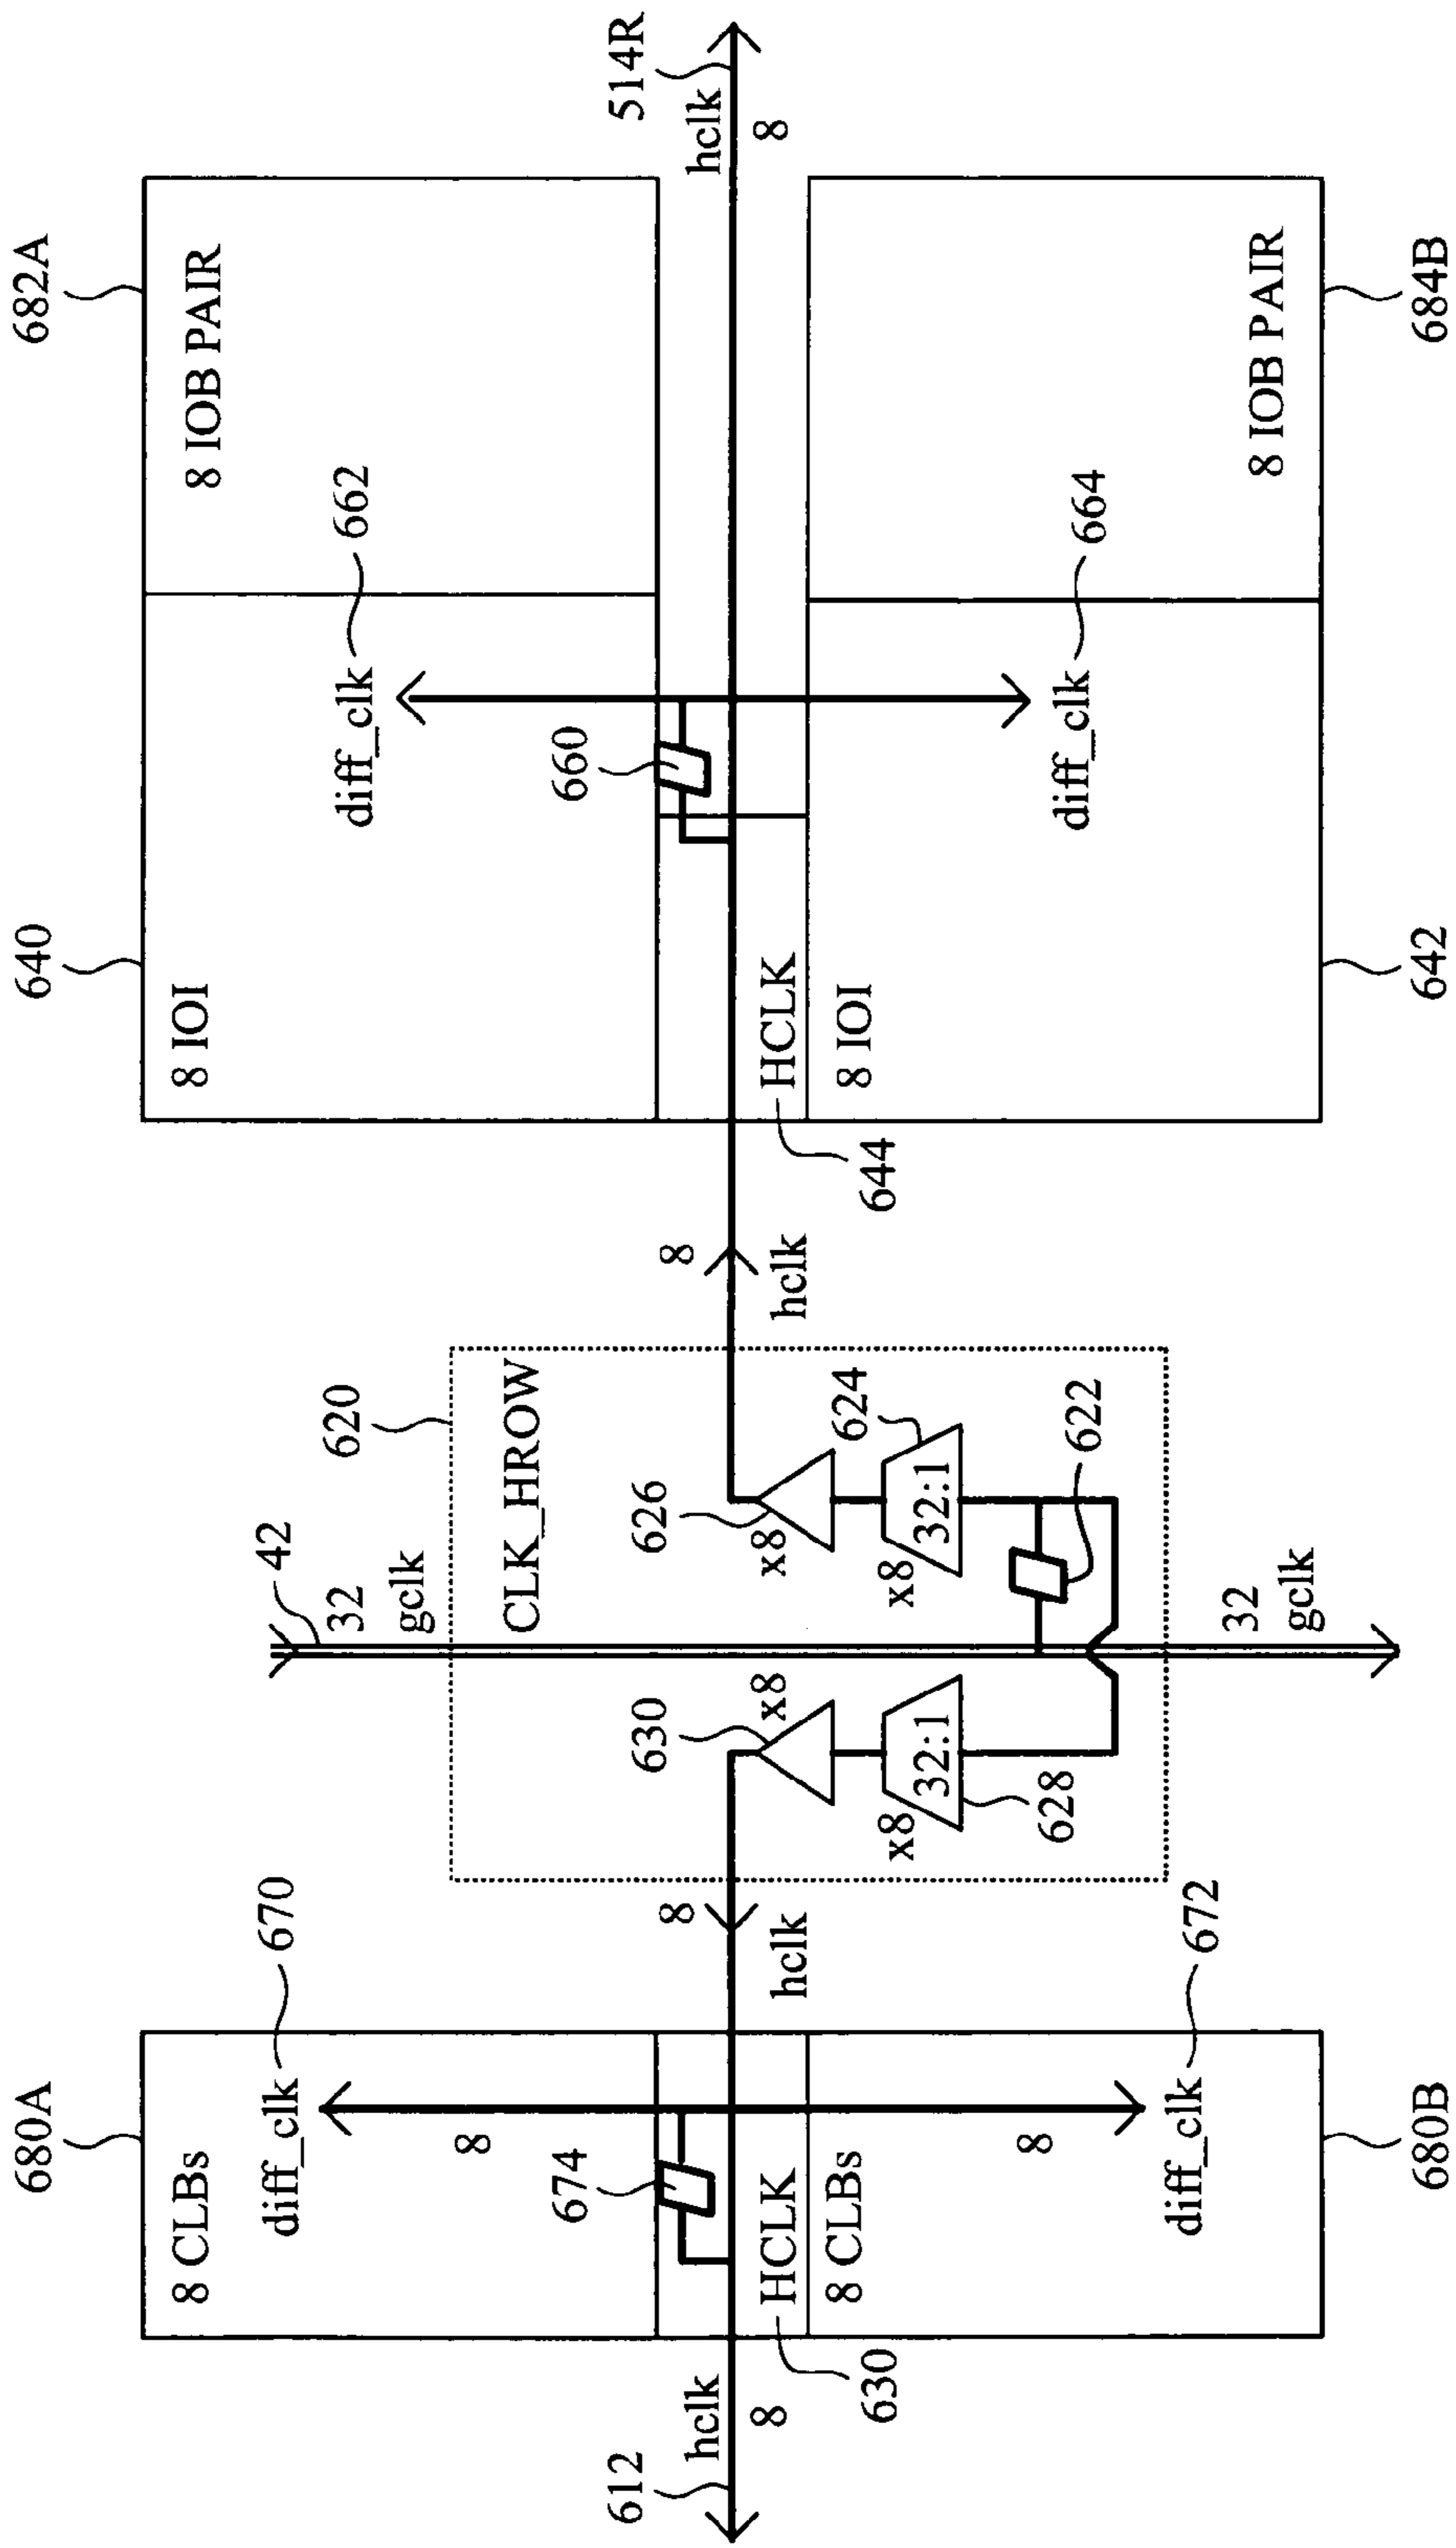 680A
8 CLBs
diff_clk
670
8
674
612
hclk
8
HCLK
630
8 CLBs
8
diff_clk
672
680B
8
hclk
620
42
32
gclk
CLK_HROW
630
x8
626
x8
x8
32:1
628
x8
32:1
624
622
32
gclk
8
hclk
640
682A
8 IOI
8 IOB PAIR
diff_clk
662
660
514R
hclk
8
HCLK
644
8 IOI
diff_clk
664
8 IOB PAIR
642
684B